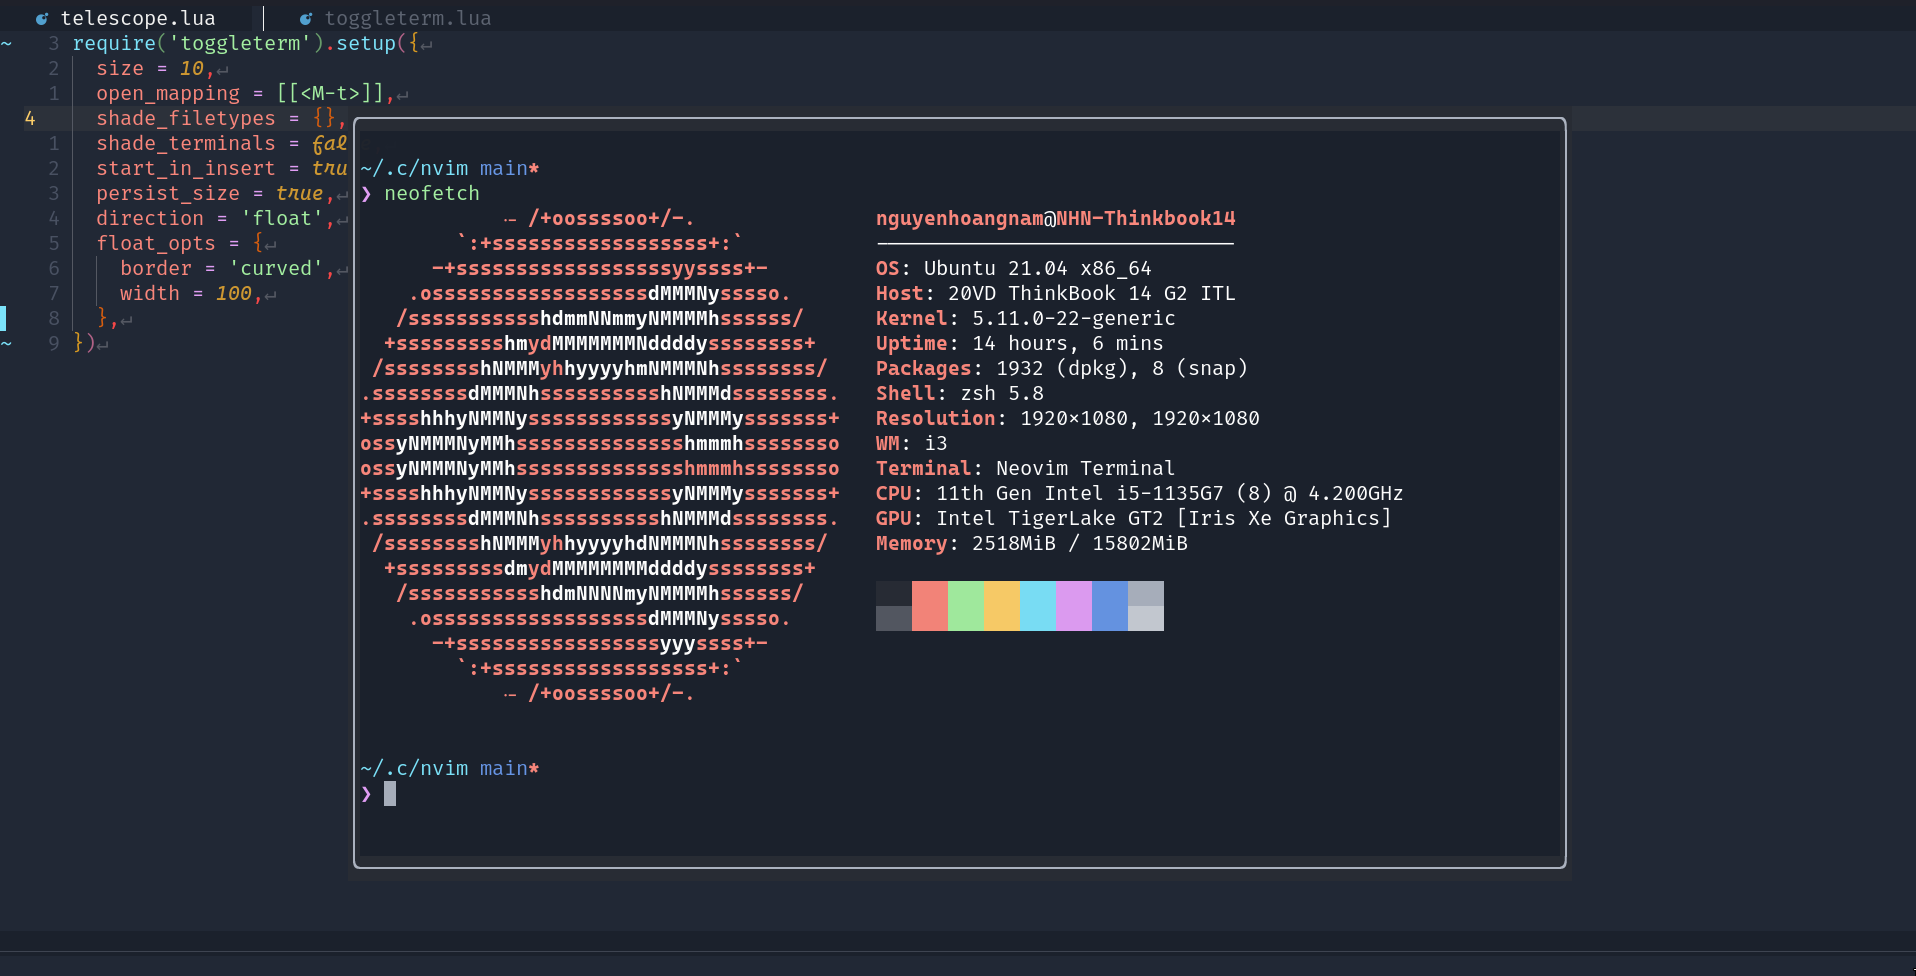 telescope.lua │ toggleterm.lua
~ 3 require('toggleterm').setup({↵
2 size = 10,↵
1 open_mapping = [[<M-t>]],↵
4 shade_filetypes = {},
1 shade_terminals = fal
2 start_in_insert = tru
3 persist_size = true,↵
4 direction = 'float',↵
5 float_opts = {↵
6 border = 'curved',↵
7 width = 100,↵
8 },↵
~ 9 })↵
~/.c/nvim main*
❯ neofetch
.- /+oossssoo+/-.
`:+ssssssssssssssssss+:`
-+ssssssssssssssssssyyssss+-
.ossssssssssssssssssdMMMNysssso.
/ssssssssssshdmmNNmmyNMMMMhssssss/
+ssssssssshmydMMMMMMMNddddyssssssss+
/sssssssshNMMMyhhyyyyhmNMMMNhssssssss/
.ssssssssdMMMNhsssssssssshNMMMdssssssss.
+sssshhhyNMMNyssssssssssssyNMMMysssssss+
ossyNMMMNyMMhsssssssssssssshmmmhssssssso
ossyNMMMNyMMhsssssssssssssshmmmhssssssso
+sssshhhyNMMNyssssssssssssyNMMMysssssss+
.ssssssssdMMMNhsssssssssshNMMMdssssssss.
/sssssssshNMMMyhhyyyyhdNMMMNhssssssss/
+sssssssssdmydMMMMMMMMddddyssssssss+
/ssssssssssshdmNNNNmyNMMMMhssssss/
.ossssssssssssssssssdMMMNysssso.
-+sssssssssssssssssyyyssss+-
`:+ssssssssssssssssss+:`
.- /+oossssoo+/-.
nguyenhoangnam@NHN-Thinkbook14
------------------------------
OS: Ubuntu 21.04 x86_64
Host: 20VD ThinkBook 14 G2 ITL
Kernel: 5.11.0-22-generic
Uptime: 14 hours, 6 mins
Packages: 1932 (dpkg), 8 (snap)
Shell: zsh 5.8
Resolution: 1920×1080, 1920×1080
WM: i3
Terminal: Neovim Terminal
CPU: 11th Gen Intel i5-1135G7 (8) @ 4.200GHz
GPU: Intel TigerLake GT2 [Iris Xe Graphics]
Memory: 2518MiB / 15802MiB
~/.c/nvim main*
❯